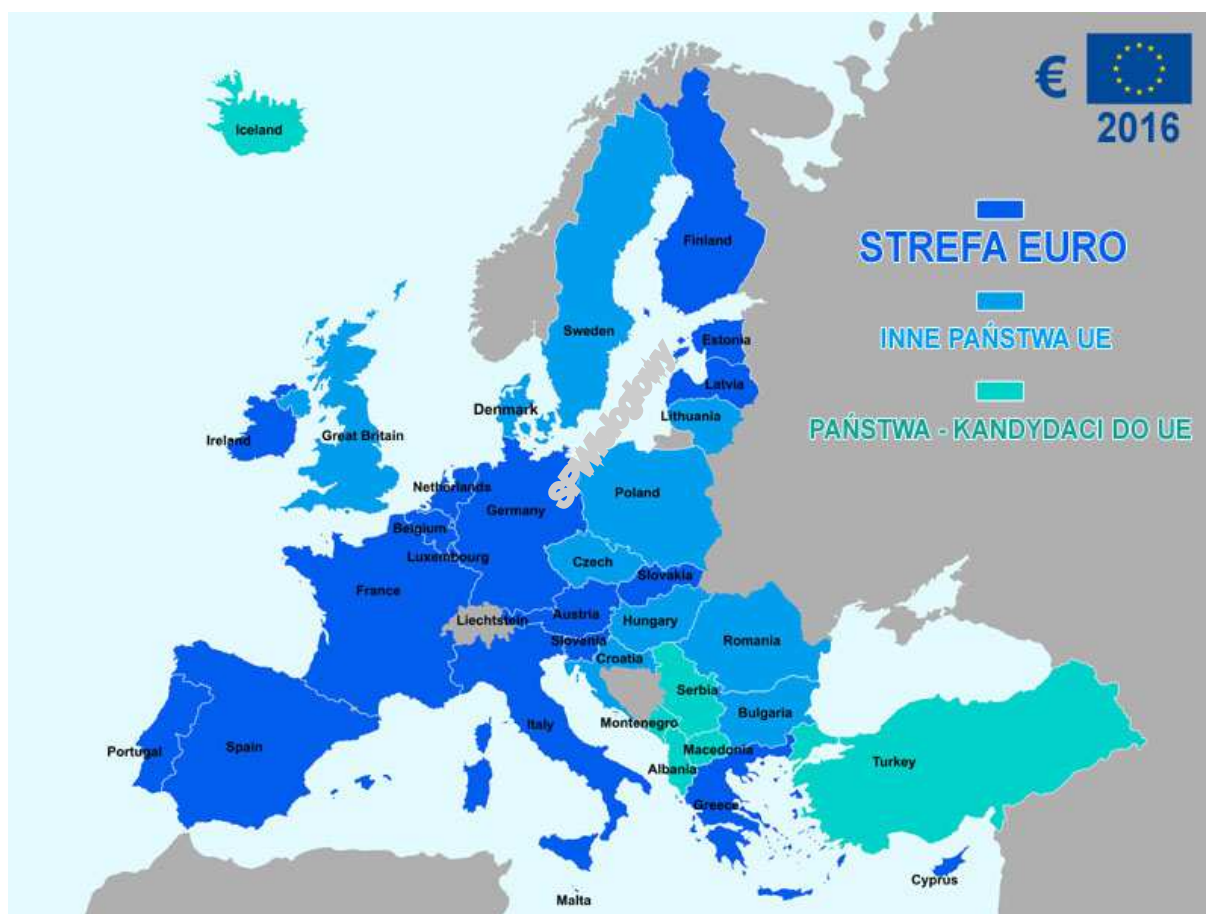 €
2016
STREFA EURO
INNE PAŃSTWA UE
PAŃSTWA - KANDYDACI DO UE
Iceland
Finland
Sweden
Estonia
Latvia
Denmark
Lithuania
Ireland
Great Britain
Netherlands
Poland
Germany
Belgium
Luxembourg
Czech
Slovakia
France
Austria
Liechtstein
Hungary
Slovania
Romania
Croatia
Serbia
Bulgaria
Montenegro
Italy
Portugal
Spain
Macedonia
Albania
Turkey
Greece
Cyprus
Malta